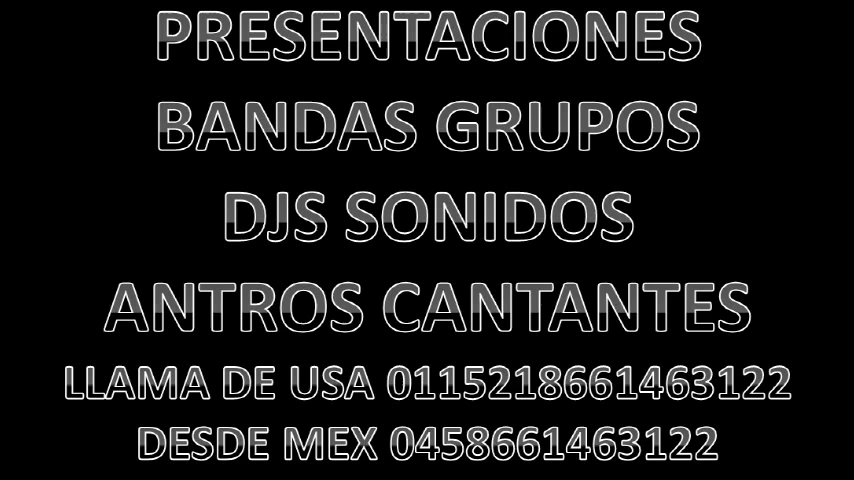 PRESENTACIONES
BANDAS GRUPOS
DJS SONIDOS
ANTROS CANTANTES
LLAMA DE USA 0115218661463122
DESDE MEX 0458661463122